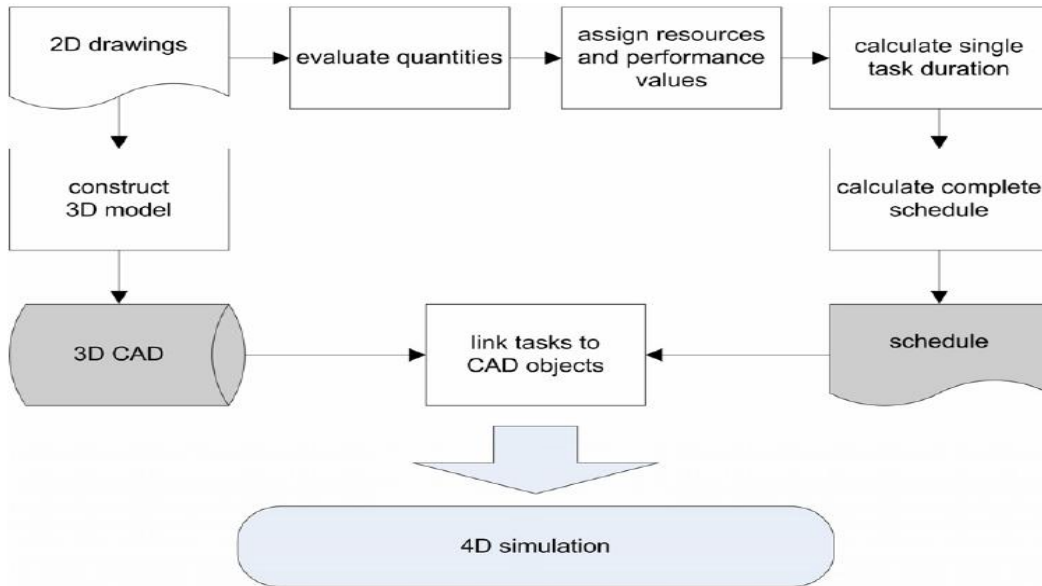 2D drawings
evaluate quantities
assign resources
and performance
values
calculate single
task duration
construct
3D model
calculate complete
schedule
3D CAD
link tasks to
CAD objects
schedule
4D simulation